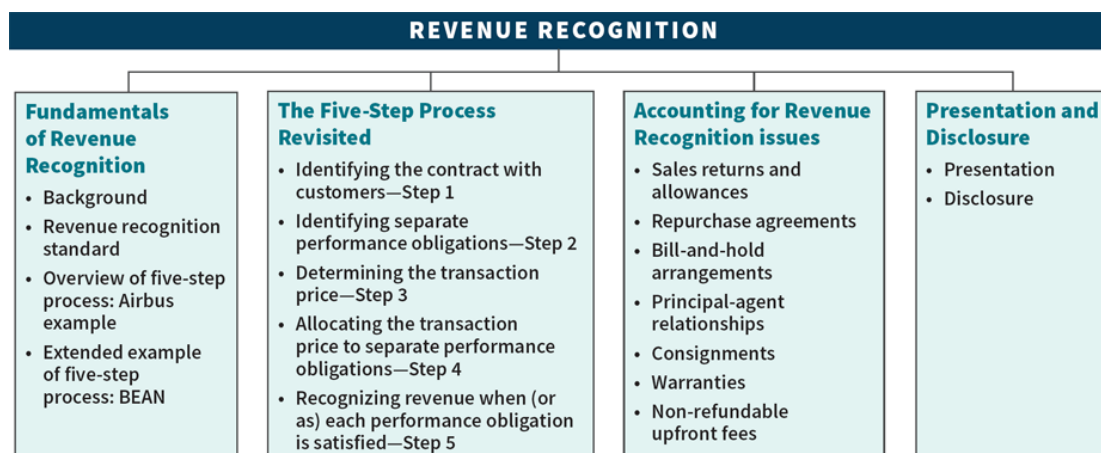 REVENUE RECOGNITION
Fundamentals
of Revenue
Recognition
• Background
• Revenue recognition
standard
• Overview of five-step
process: Airbus
example
• Extended example
of five-step
process: BEAN
The Five-Step Process
Revisited
• Identifying the contract with
customers—Step 1
• Identifying separate
performance obligations—Step 2
• Determining the transaction
price—Step 3
• Allocating the transaction
price to separate performance
obligations—Step 4
• Recognizing revenue when (or
as) each performance obligation
is satisfied—Step 5
Accounting for Revenue
Recognition issues
• Sales returns and
allowances
• Repurchase agreements
• Bill-and-hold
arrangements
• Principal-agent
relationships
• Consignments
• Warranties
• Non-refundable
upfront fees
Presentation and
Disclosure
• Presentation
• Disclosure